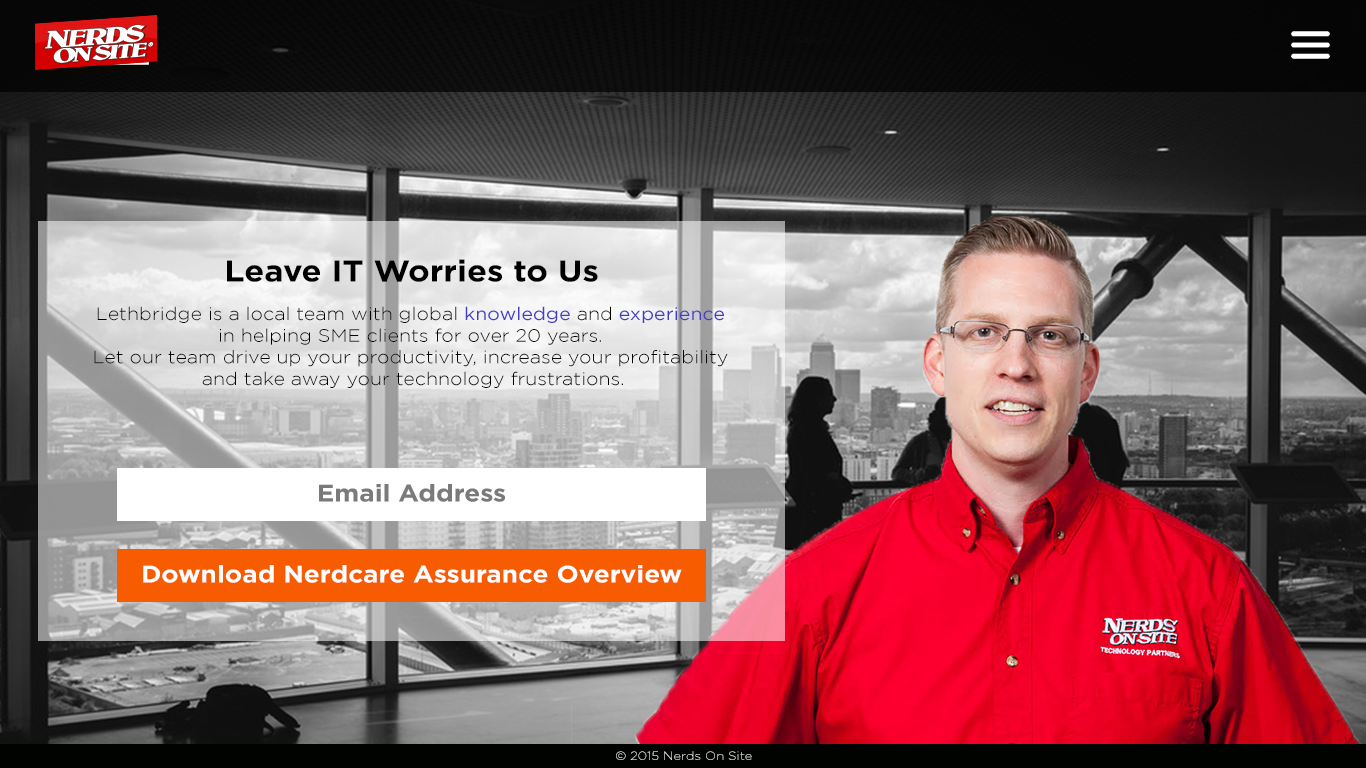 NERDS
ON SITE®
Leave IT Worries to Us
Lethbridge is a local team with global knowledge and experience
in helping SME clients for over 20 years.
Let our team drive up your productivity, increase your profitability
and take away your technology frustrations.
Email Address
Download Nerdcare Assurance Overview
NERDS
ON SITE
TECHNOLOGY PARTNERS
© 2015 Nerds On Site